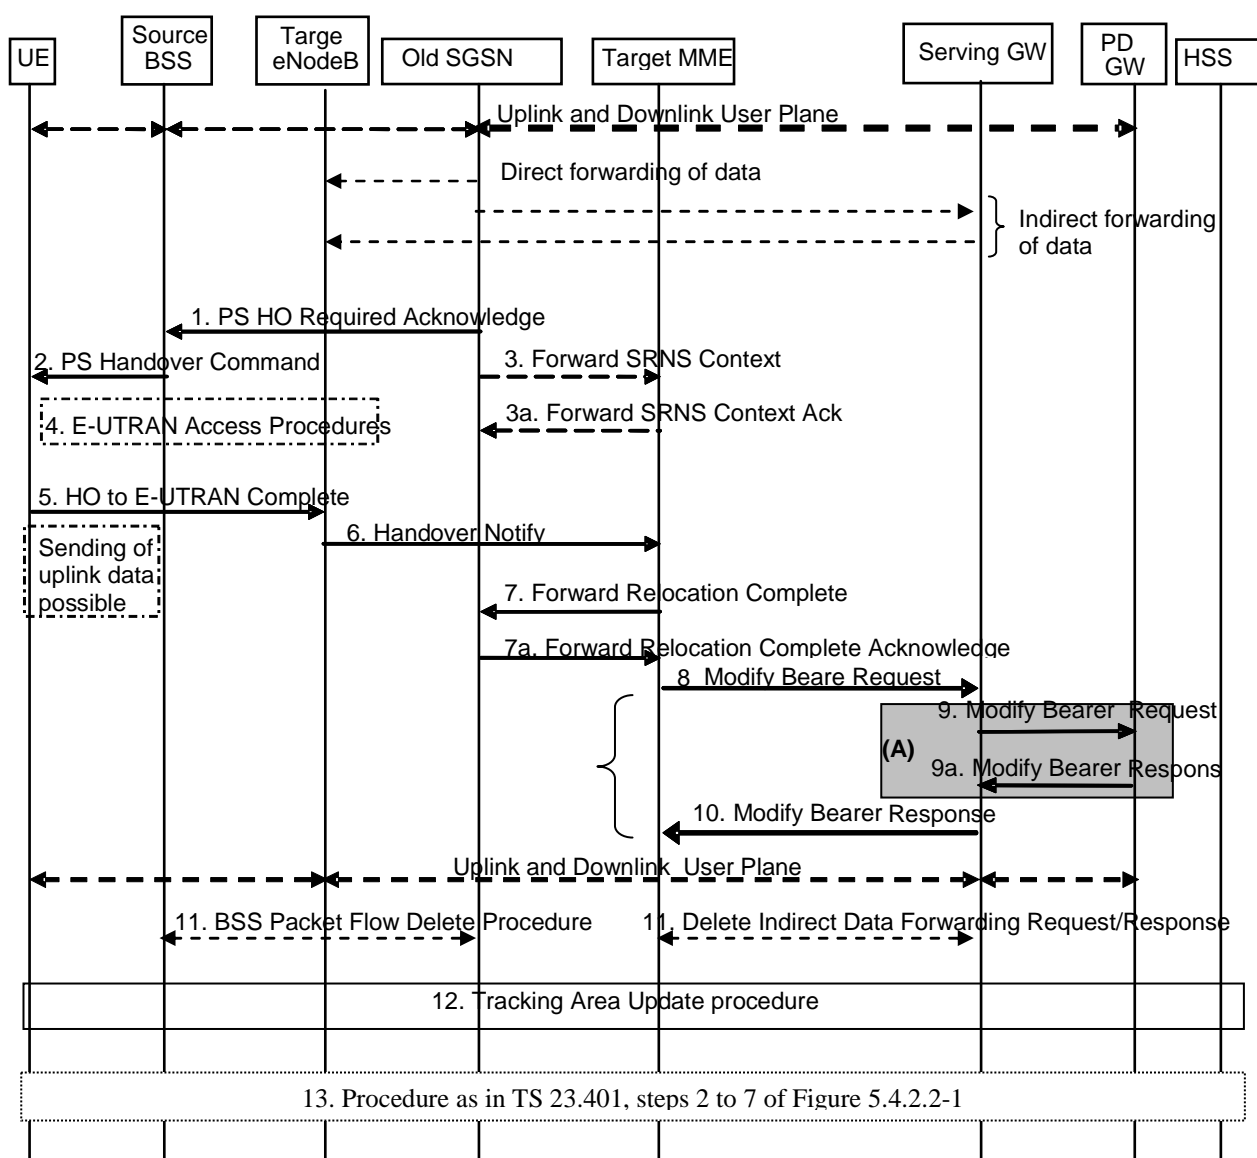 UE
Source
BSS
Targe
eNodeB
Old SGSN
Target MME
Serving GW
PD
GW
HSS
Uplink and Downlink User Plane
Direct forwarding of data
Indirect forwarding
of data
1. PS HO Required Acknowledge
2. PS Handover Command
3. Forward SRNS Context
4. E-UTRAN Access Procedures
3a. Forward SRNS Context Ack
5. HO to E-UTRAN Complete
6. Handover Notify
Sending of
uplink data
possible
7. Forward Relocation Complete
7a. Forward Relocation Complete Acknowledge
8 Modify Beare Request
9. Modify Bearer Request
(A)
9a. Modify Bearer Respons
10. Modify Bearer Response
Uplink and Downlink User Plane
11. BSS Packet Flow Delete Procedure
11. Delete Indirect Data Forwarding Request/Response
12. Tracking Area Update procedure
13. Procedure as in TS 23.401, steps 2 to 7 of Figure 5.4.2.2-1